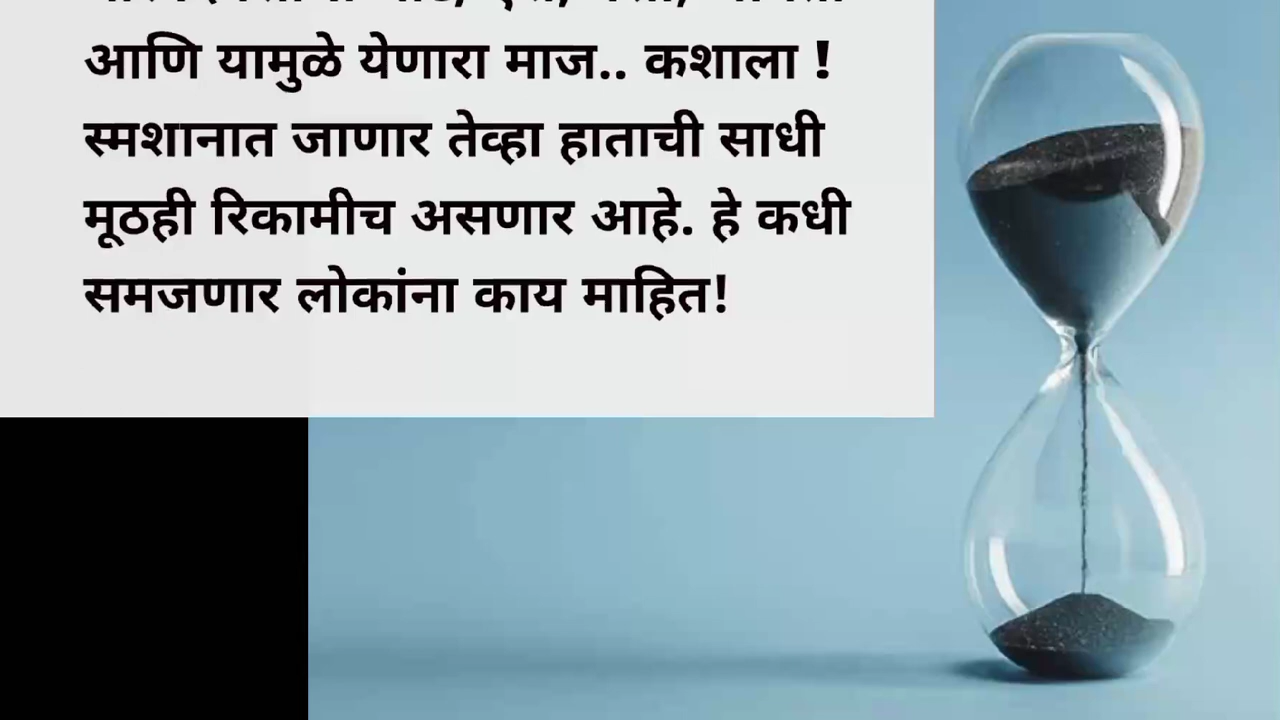 आणि यामुळे येणारा माज.. कशाला !
स्मशानात जाणार तेव्हा हाताची साधी
मूठही रिकामीच असणार आहे. हे कधी
समजणार लोकांना काय माहित!